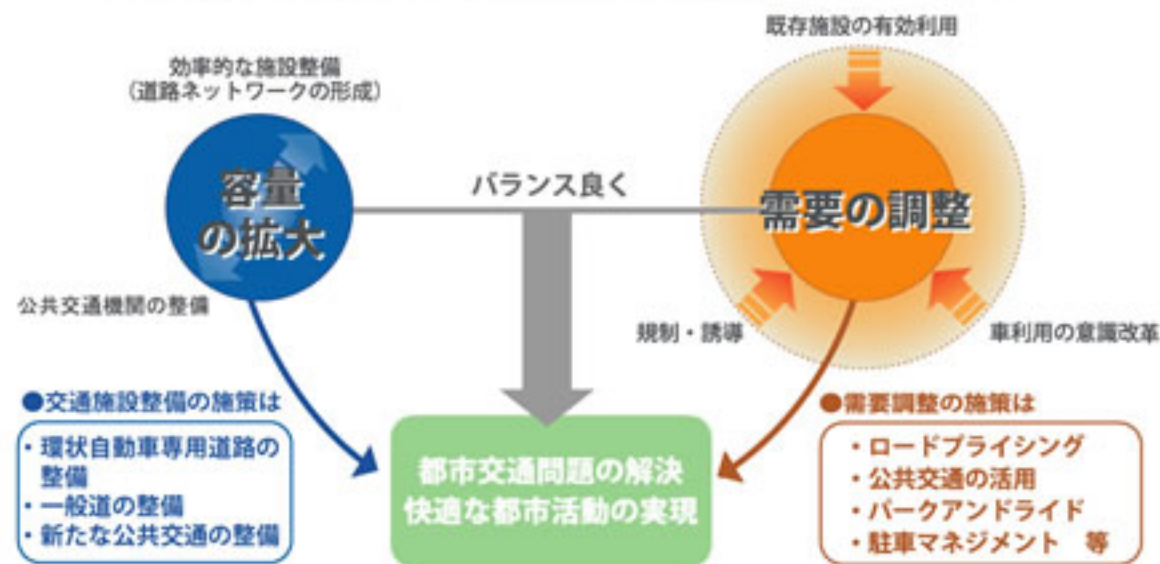 既存施設の有効利用
効率的な施設整備
(道路ネットワークの形成)
容量
の拡大
バランス良く
需要の調整
公共交通機関の整備
規制・誘導
車利用の意識改革
●交通施設整備の施策は
・環状自動車専用道路の
整備
・一般道の整備
・新たな公共交通の整備
都市交通問題の解決
快適な都市活動の実現
●需要調整の施策は
・ロードプライシング
・公共交通の活用
・パークアンドライド
・駐車マネジメント 等